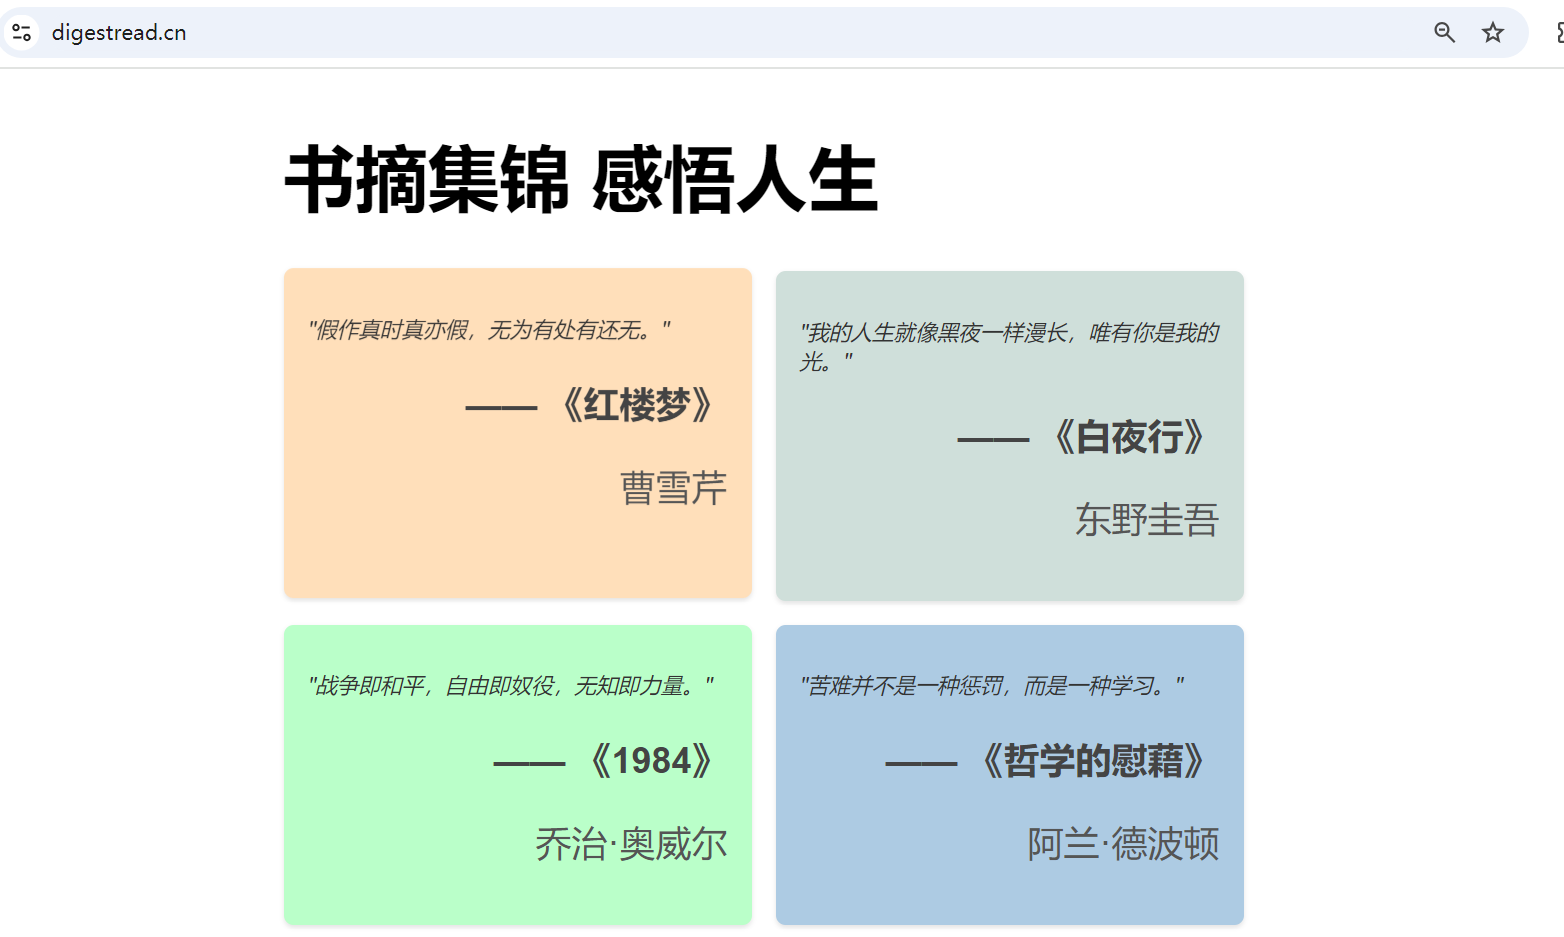 digestread.cn
书摘集锦 感悟人生
"假作真时真亦假，无为有处有还无。"
—— 《红楼梦》
曹雪芹
"我的人生就像黑夜一样漫长，唯有你是我的
光。"
—— 《白夜行》
东野圭吾
"战争即和平，自由即奴役，无知即力量。"
—— 《1984》
乔治·奥威尔
"苦难并不是一种惩罚，而是一种学习。"
—— 《哲学的慰藉》
阿兰·德波顿